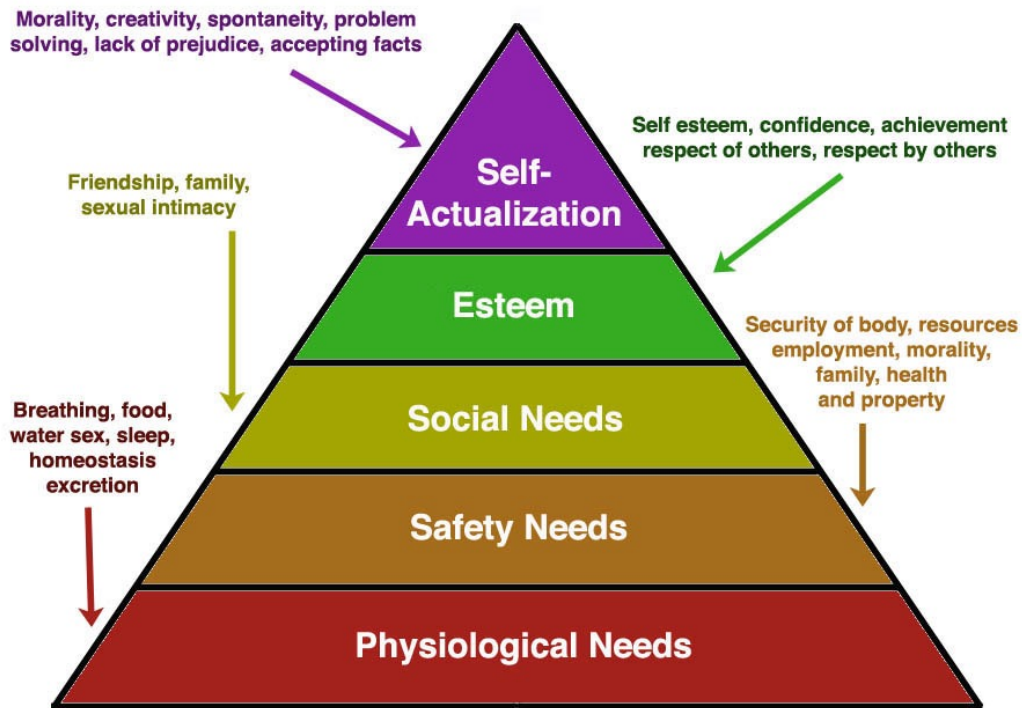 Morality, creativity, spontaneity, problem
solving, lack of prejudice, accepting facts
Self esteem, confidence, achievement
respect of others, respect by others
Friendship, family,
sexual intimacy
Security of body, resources
employment, morality,
family, health
and property
Breathing, food,
water sex, sleep,
homeostasis
excretion
Self-
Actualization
Esteem
Social Needs
Safety Needs
Physiological Needs